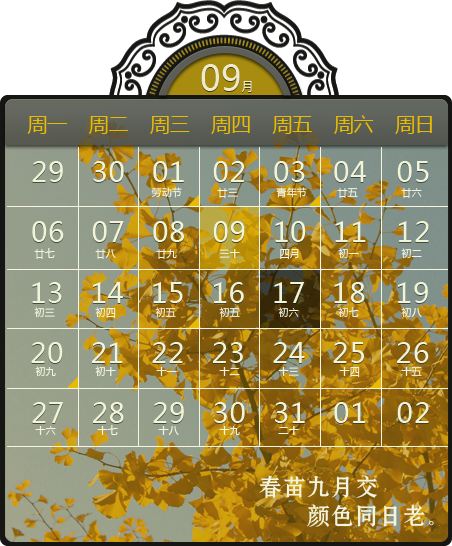 09月
周一 周二 周三 周四 周五 周六 周日
29 30 01 02 03 04 05
劳动节 廿三 青年节 廿五 廿六
06 07 08 09 10 11 12
廿七 廿八 廿九 三十 四月 初一 初二
13 14 15 16 17 18 19
初三 初四 初五 初五 初六 初七 初八
20 21 22 23 24 25 26
初九 初十 十一 十二 十三 十四 十五
27 28 29 30 31 01 02
十六 十七 十八 十九 二十
春苗九月交
颜色同日老。